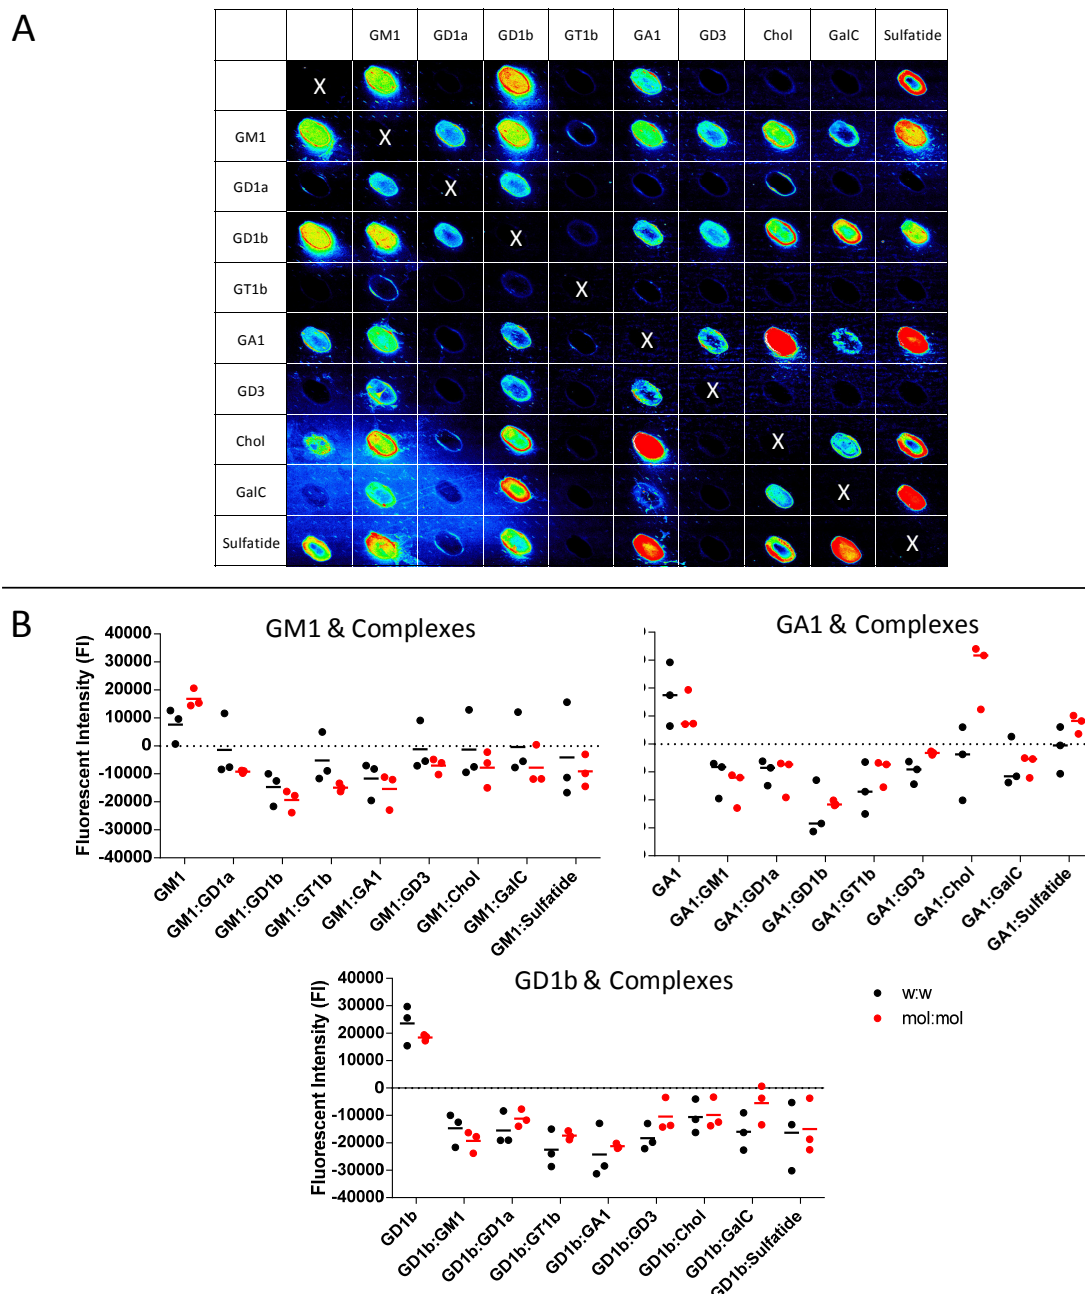 A
GM1 GD1a GD1b GT1b GA1 GD3 Chol GalC Sulfatide
X
GM1 X
GD1a X
GD1b X
GT1b X
GA1 X
GD3 X
Chol X
GalC X
Sulfatide X
B
GM1 & Complexes
Fluorescent Intensity (FI)
40000
30000
20000
10000
0
-10000
-20000
-30000
-40000
GM1 GM1:GD1a GM1:GD1b GM1:GT1b GM1:GA1 GM1:GD3 GM1:Chol GM1:GalC GM1:Sulfatide
GA1 & Complexes
GA1 GA1:GM1 GA1:GD1a GA1:GD1b GA1:GT1b GA1:GD3 GA1:Chol GA1:GalC GA1:Sulfatide
GD1b & Complexes
Fluorescent Intensity (FI)
40000
30000
20000
10000
0
-10000
-20000
-30000
-40000
GD1b GD1b:GM1 GD1b:GD1a GD1b:GT1b GD1b:GA1 GD1b:GD3 GD1b:Chol GD1b:GalC GD1b:Sulfatide
w:w
mol:mol